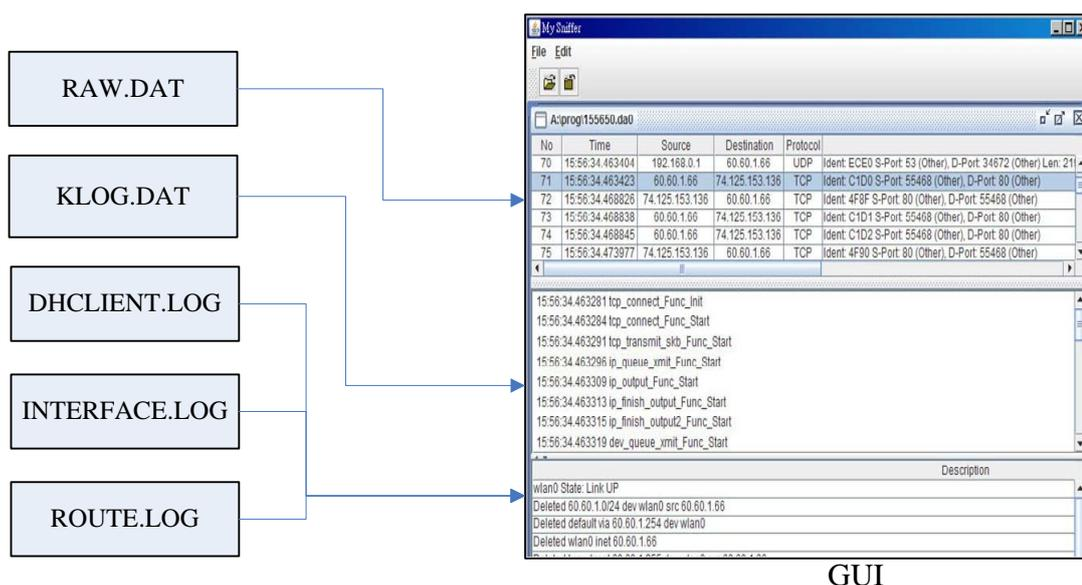 RAW.DAT
KLOG.DAT
DHCLIENT.LOG
INTERFACE.LOG
ROUTE.LOG
My Sniffer
File Edit
A:\prog\155650.da0
No Time Source Destination Protocol
70 15:56:34.463404 192.168.0.1 60.60.1.66 UDP Ident: ECE0 S-Port: 53 (Other), D-Port: 34672 (Other) Len: 21
71 15:56:34.463423 60.60.1.66 74.125.153.136 TCP Ident: C1D0 S-Port: 55468 (Other), D-Port: 80 (Other)
72 15:56:34.468826 74.125.153.136 60.60.1.66 TCP Ident: 4F8F S-Port: 80 (Other), D-Port: 55468 (Other)
73 15:56:34.468838 60.60.1.66 74.125.153.136 TCP Ident: C1D1 S-Port: 55468 (Other), D-Port: 80 (Other)
74 15:56:34.468845 60.60.1.66 74.125.153.136 TCP Ident: C1D2 S-Port: 55468 (Other), D-Port: 80 (Other)
75 15:56:34.473977 74.125.153.136 60.60.1.66 TCP Ident: 4F90 S-Port: 80 (Other), D-Port: 55468 (Other)
15:56:34.463281 tcp_connect_Func_Init
15:56:34.463284 tcp_connect_Func_Start
15:56:34.463291 tcp_transmit_skb_Func_Start
15:56:34.463296 ip_queue_xmit_Func_Start
15:56:34.463309 ip_output_Func_Start
15:56:34.463313 ip_finish_output_Func_Start
15:56:34.463315 ip_finish_output2_Func_Start
15:56:34.463319 dev_queue_xmit_Func_Start
Description
wlan0 State: Link UP
Deleted 60.60.1.0/24 dev wlan0 src 60.60.1.66
Deleted default via 60.60.1.254 dev wlan0
Deleted wlan0 inet 60.60.1.66
GUI